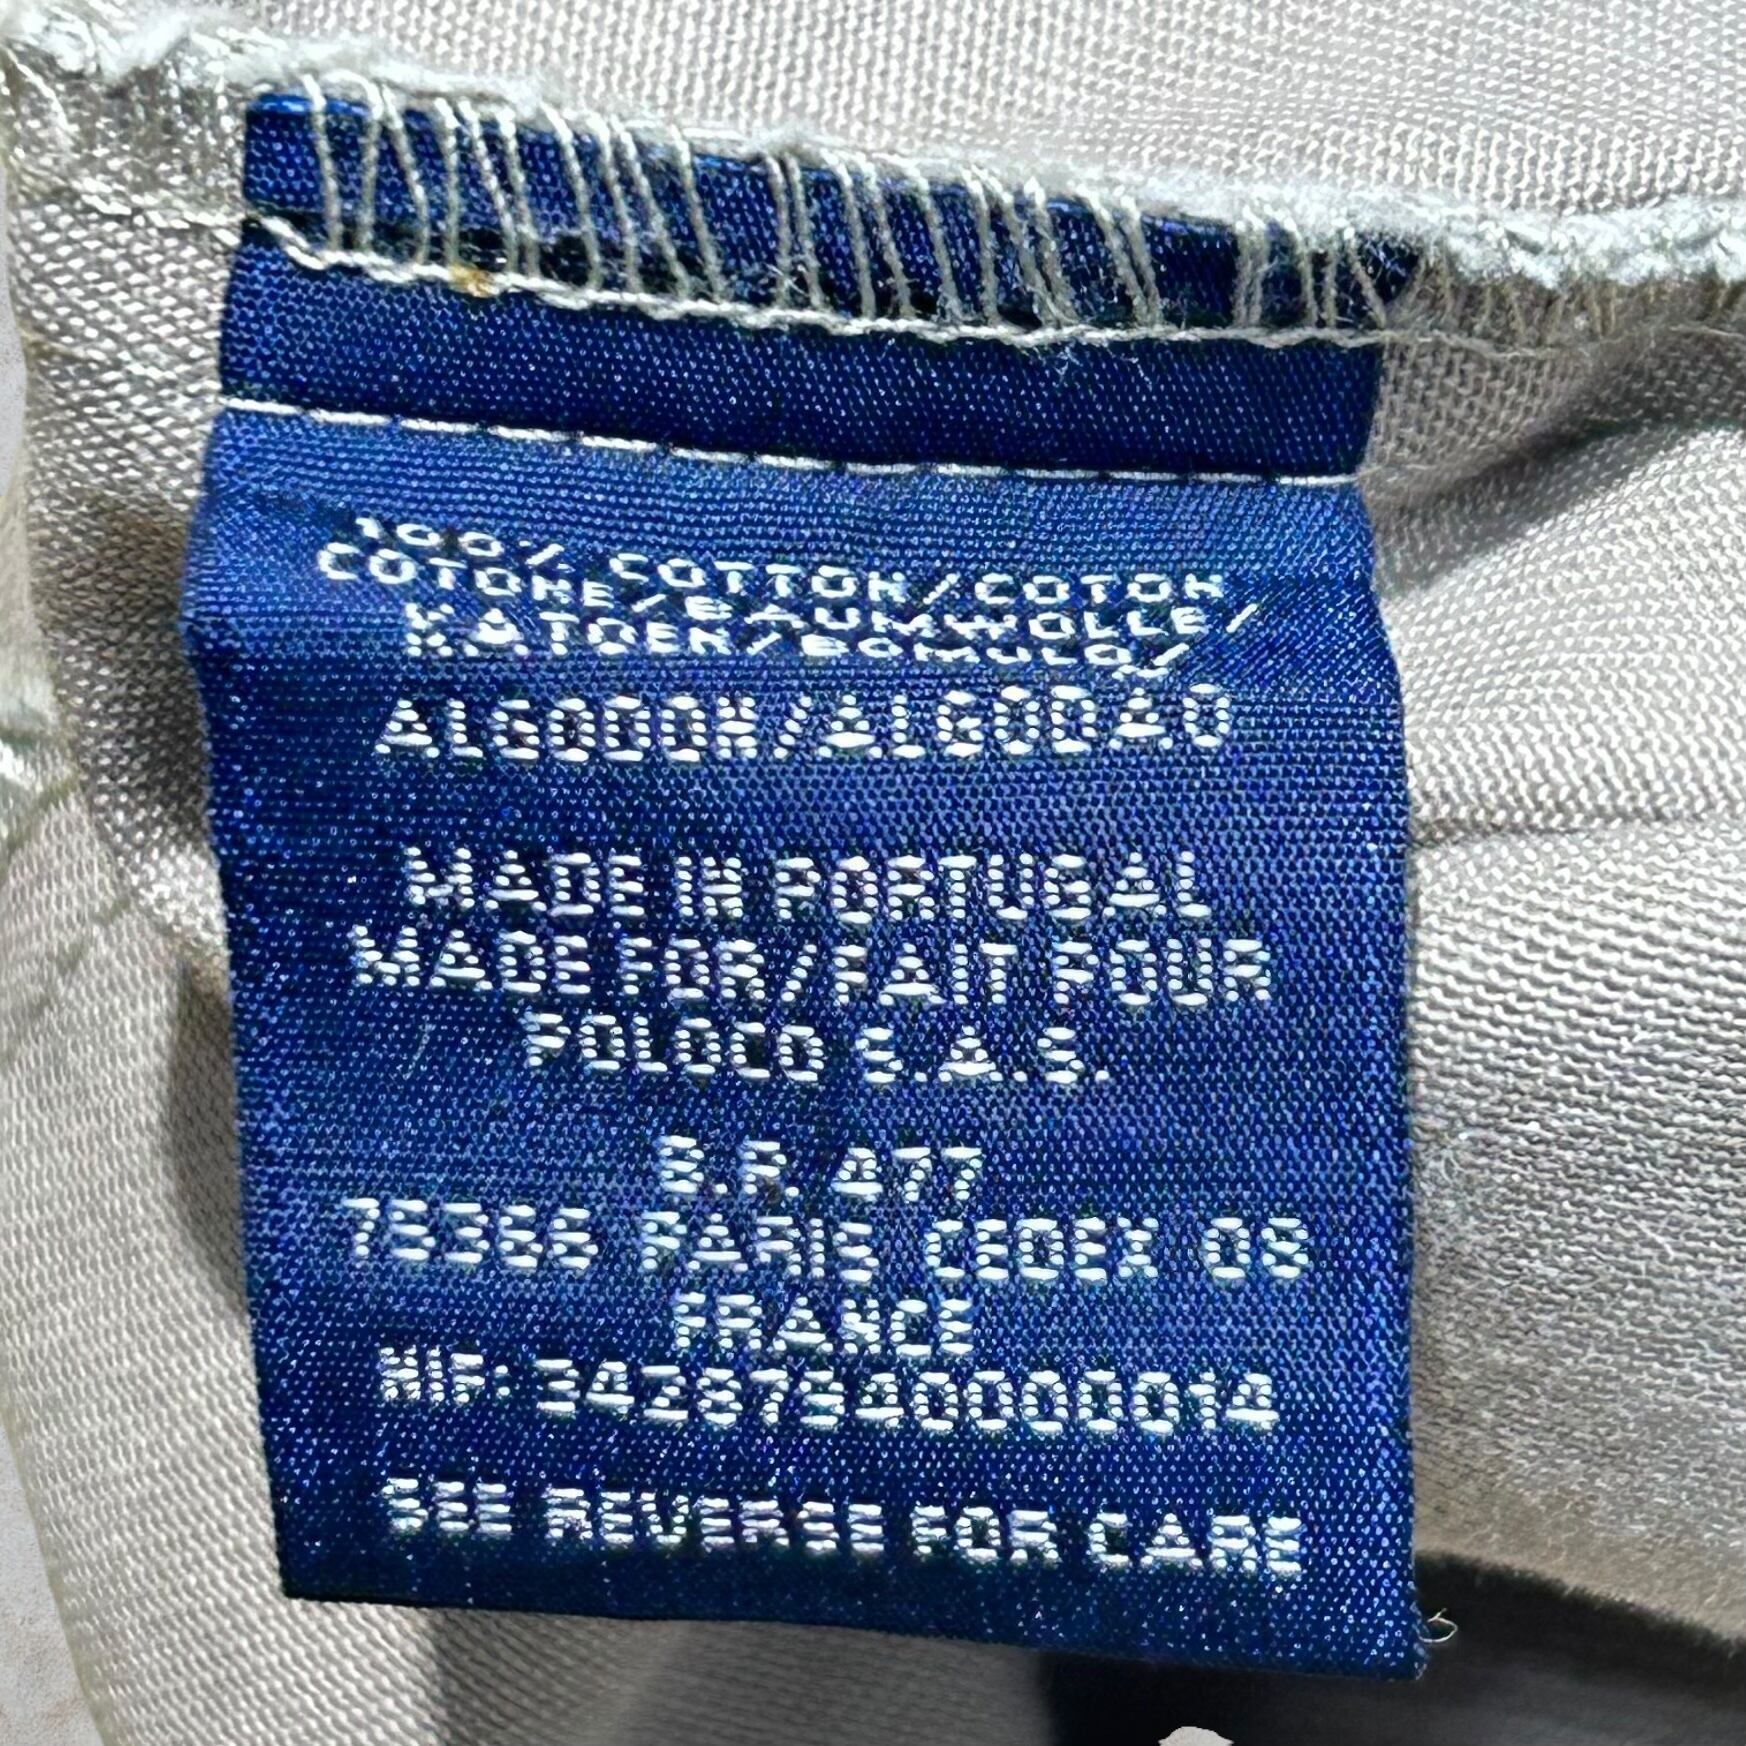 100% COTTON/COTON
COTONE/BAUMWOLLE/
KATOEN/BOMULD/
ALGODON/ALGODAO
MADE IN PORTUGAL
MADE FOR/FAIT POUR
POLOCO S.A.S.
B.P. 477
75366 PARIS CEDEX 08
FRANCE
NIF: 34287540000014
SEE REVERSE FOR CARE